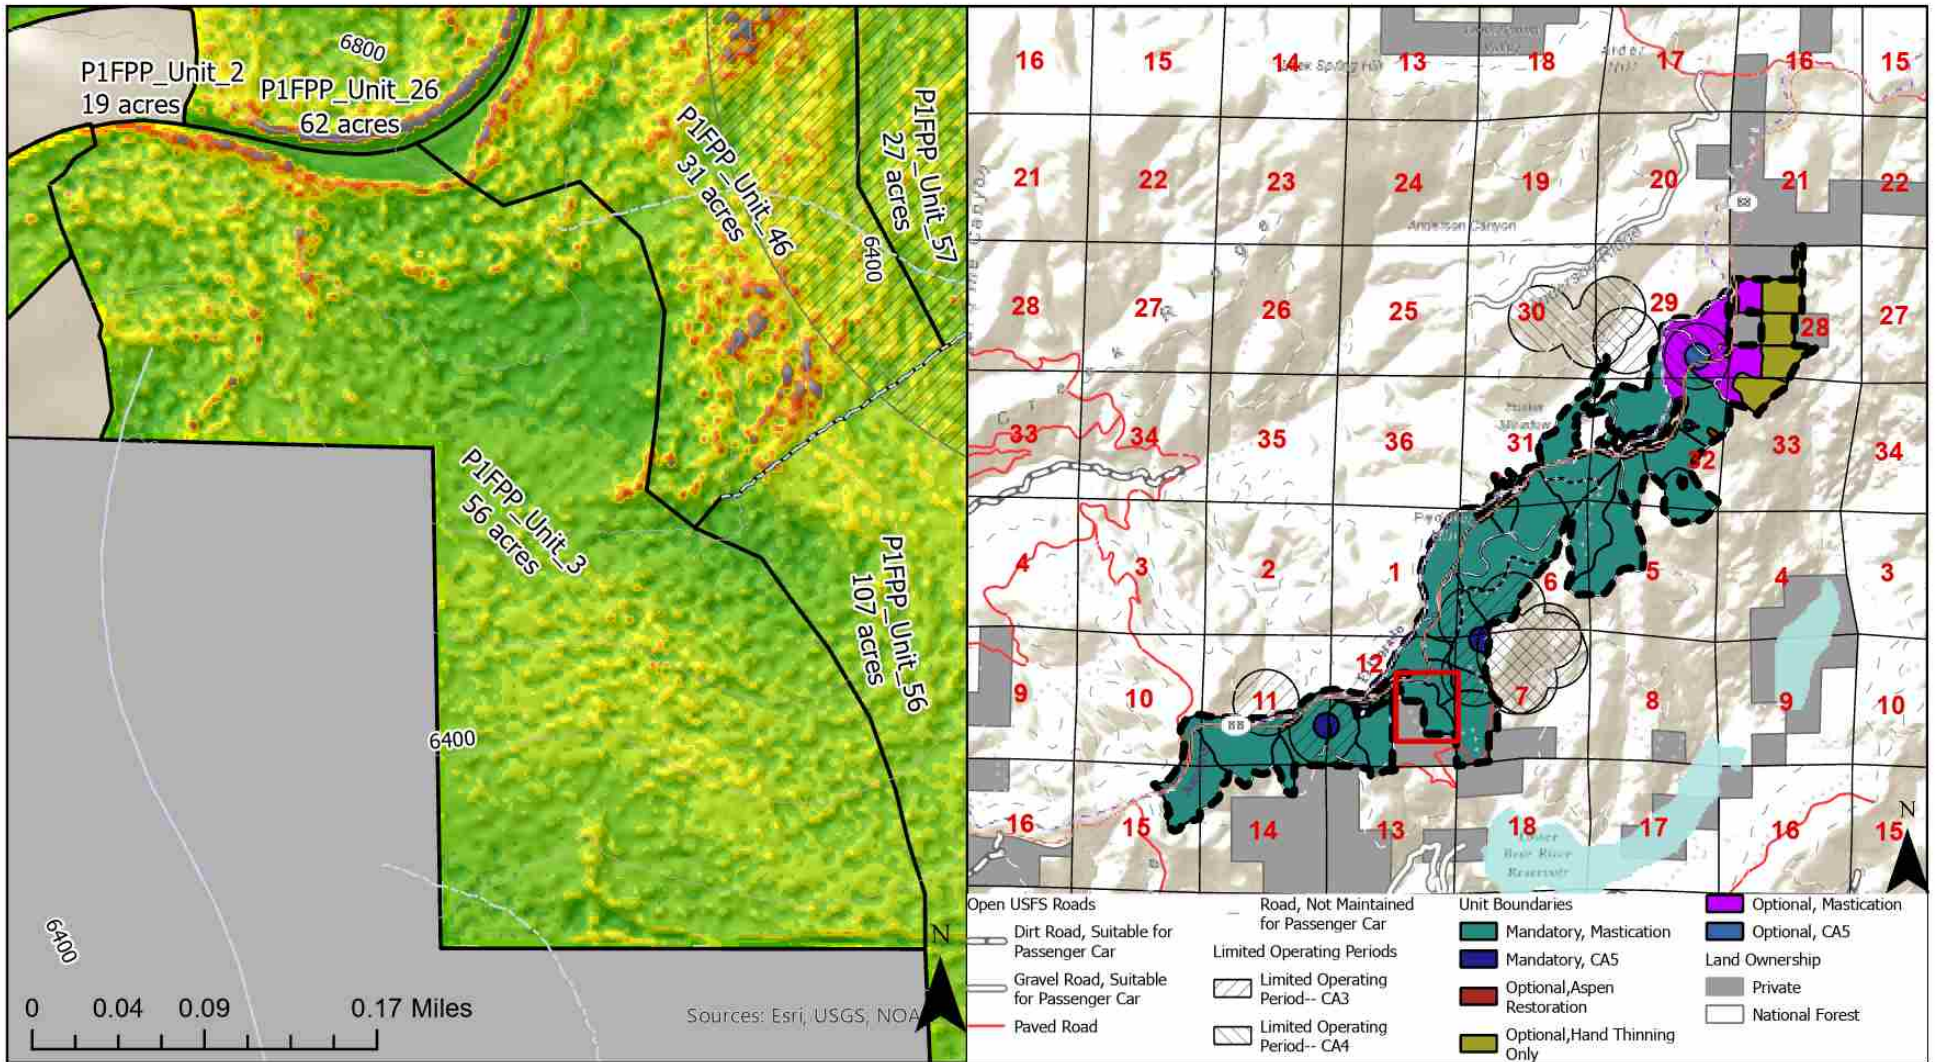 6800
P1FPP_Unit_2
19 acres
P1FPP_Unit_26
62 acres
P1FPP_Unit_46
31 acres
P1FPP_Unit_57
27 acres
6400
P1FPP_Unit_3
56 acres
P1FPP_Unit_56
107 acres
6400
6400
0 0.04 0.09 0.17 Miles
Sources: Esri, USGS, NOA
N
16 15 14 13 18 17 16 15
21 22 23 24 19 20 21 22
88
Anderson Canyon
28 27 26 25 30 29 28 27
33 34 35 36 31 32 33 34
4 3 2 1 6 5 4 3
9 10 11 12 7 8 9 10
88
16 15 14 13 18 17 16 15
Lower
Bear River
Reservoir
N
Open USFS Roads
Dirt Road, Suitable for
Passenger Car
Gravel Road, Suitable
for Passenger Car
Paved Road
Road, Not Maintained
for Passenger Car
Limited Operating Periods
Limited Operating
Period-- CA3
Limited Operating
Period-- CA4
Unit Boundaries
Mandatory, Mastication
Mandatory, CA5
Optional,Aspen
Restoration
Optional,Hand Thinning
Only
Optional, Mastication
Optional, CA5
Land Ownership
Private
National Forest